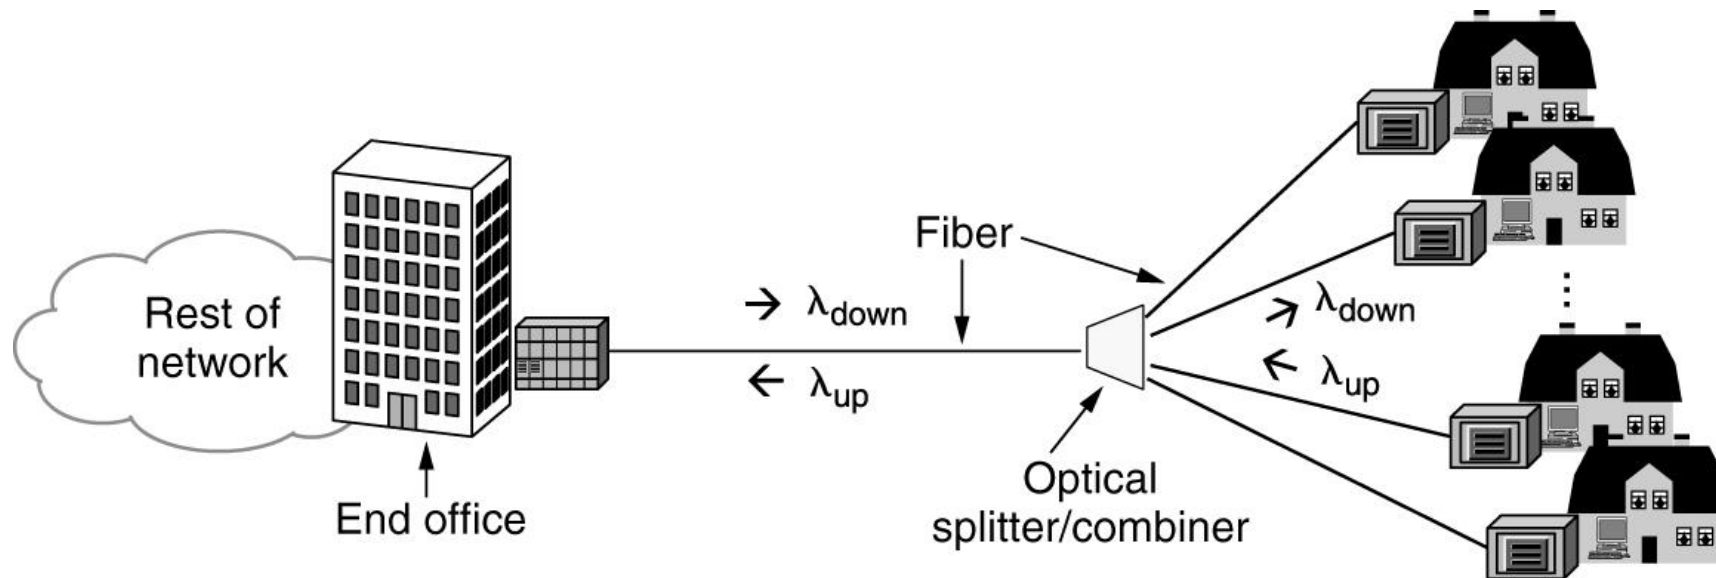 Rest of
network
End office
Fiber
→ λdown
← λup
Optical
splitter/combiner
→ λdown
← λup